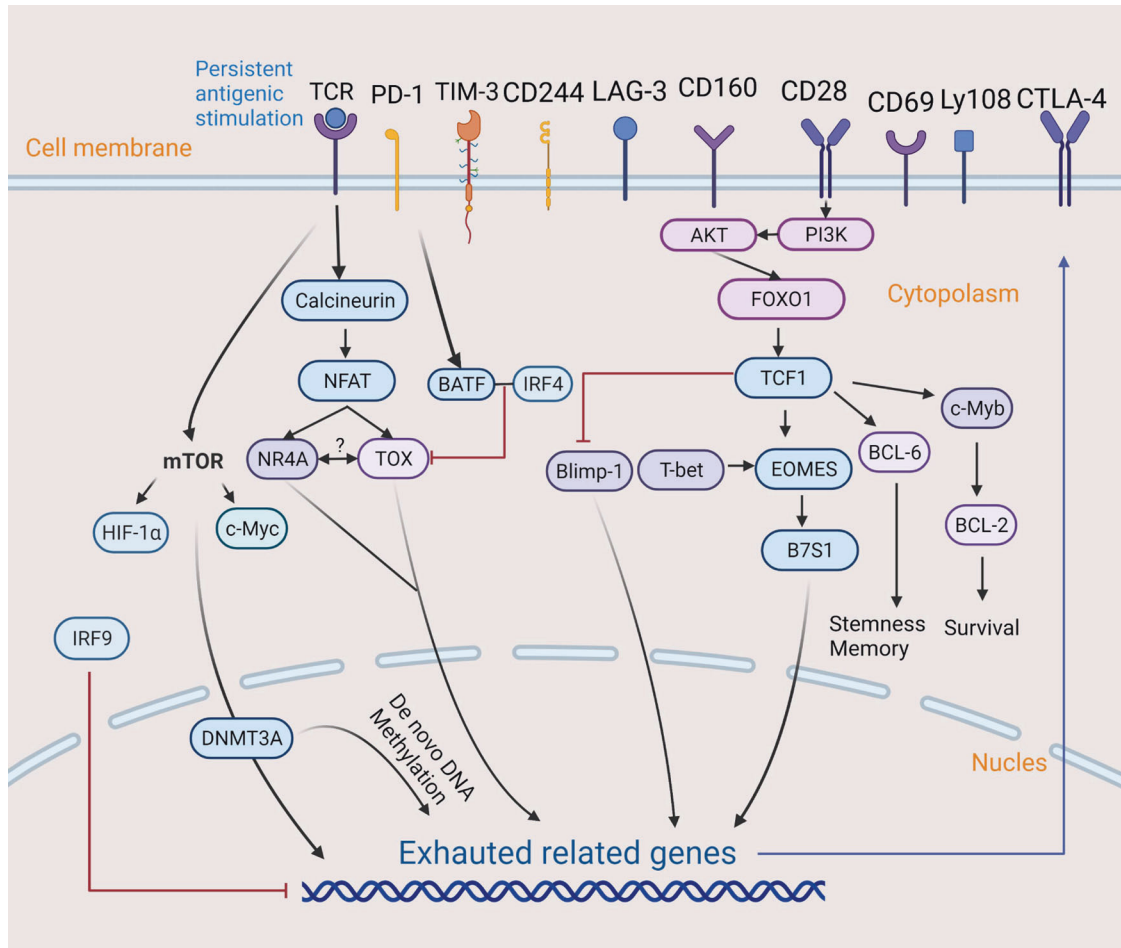 Persistent
antigenic
stimulation
TCR
PD-1
TIM-3
CD244
LAG-3
CD160
CD28
CD69
Ly108
CTLA-4
Cell membrane
AKT
PI3K
Calcineurin
FOXO1
Cytopolasm
NFAT
BATF
IRF4
TCF1
c-Myb
mTOR
NR4A
?
TOX
Blimp-1
T-bet
EOMES
BCL-6
HIF-1α
c-Myc
B7S1
BCL-2
IRF9
Stemness
Memory
Survival
DNMT3A
De novo DNA
Methylation
Nucles
Exhauted related genes